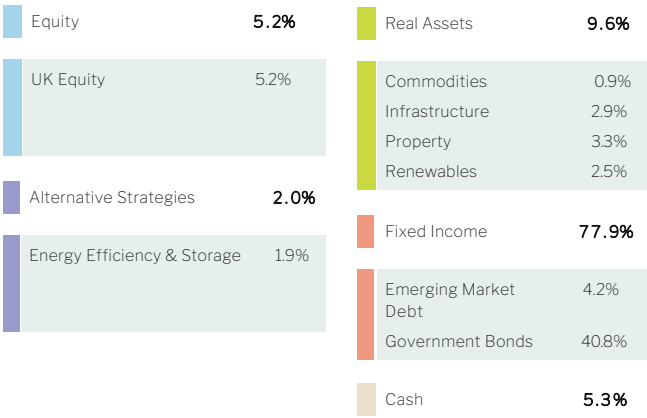 Equity 5.2%
UK Equity 5.2%
Alternative Strategies 2.0%
Energy Efficiency & Storage 1.9%
Real Assets 9.6%
Commodities 0.9%
Infrastructure 2.9%
Property 3.3%
Renewables 2.5%
Fixed Income 77.9%
Emerging Market 4.2%
Debt
Government Bonds 40.8%
Cash 5.3%